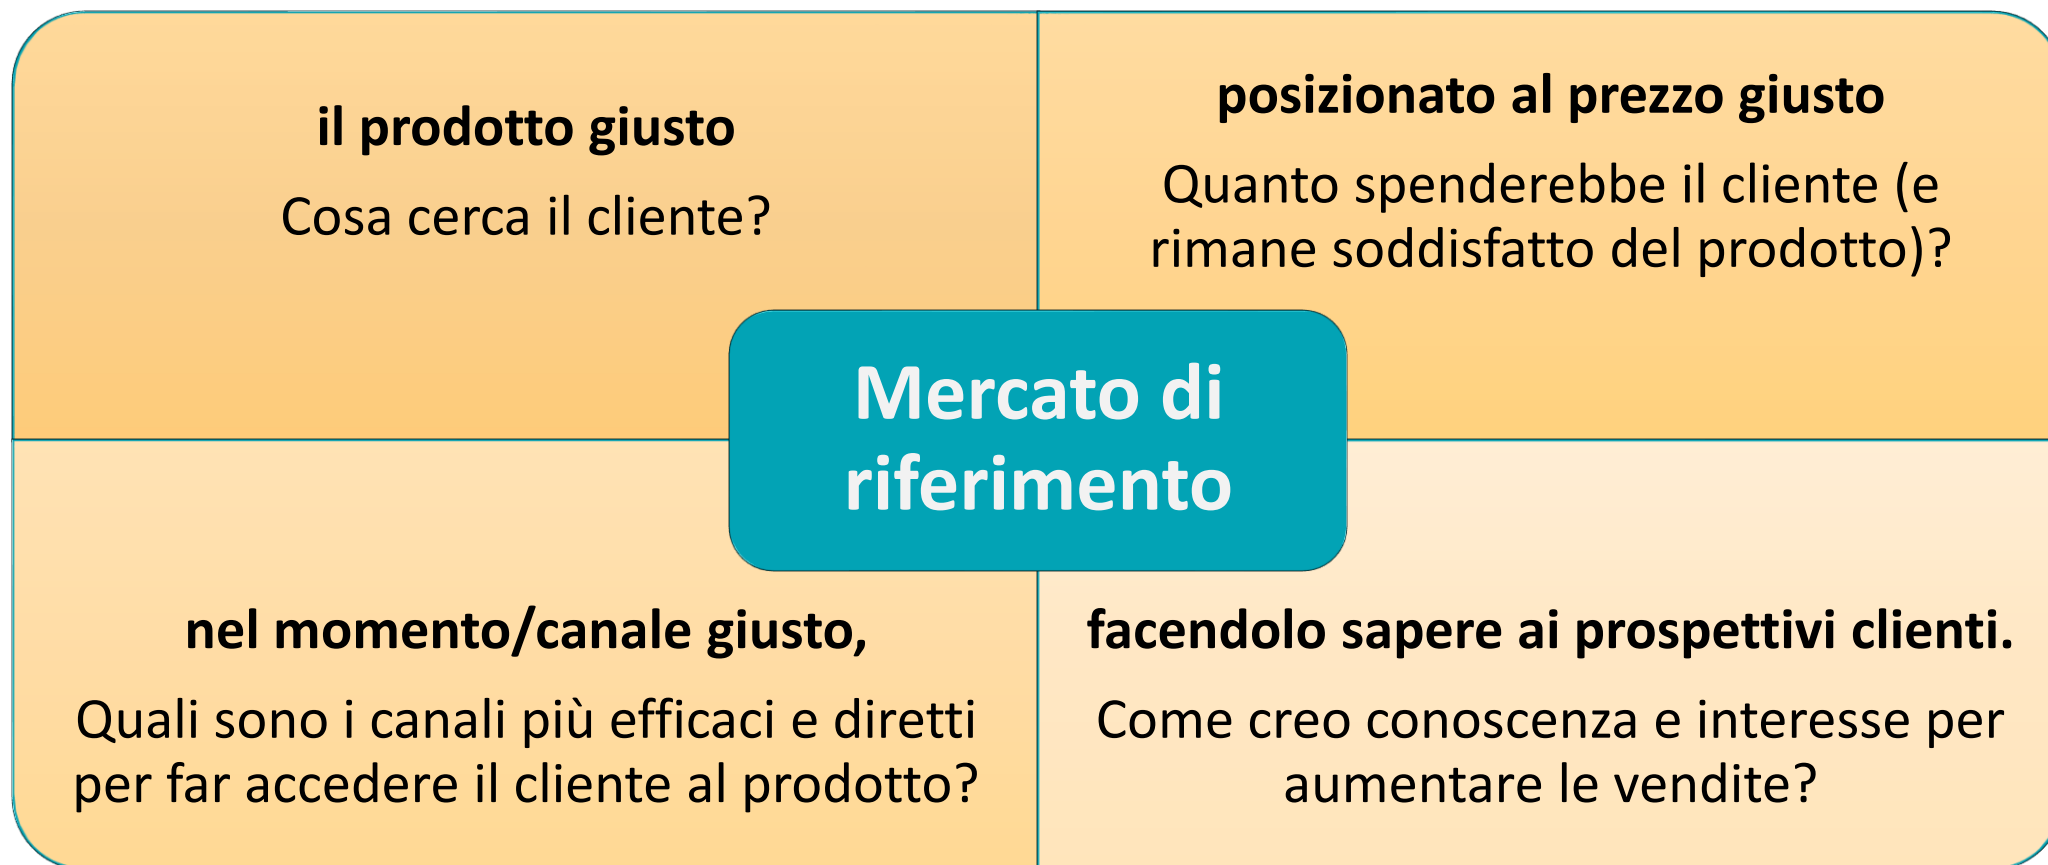 il prodotto giusto
Cosa cerca il cliente?
posizionato al prezzo giusto
Quanto spenderebbe il cliente (e
rimane soddisfatto del prodotto)?
Mercato di
riferimento
nel momento/canale giusto,
Quali sono i canali più efficaci e diretti
per far accedere il cliente al prodotto?
facendolo sapere ai prospettivi clienti.
Come creo conoscenza e interesse per
aumentare le vendite?